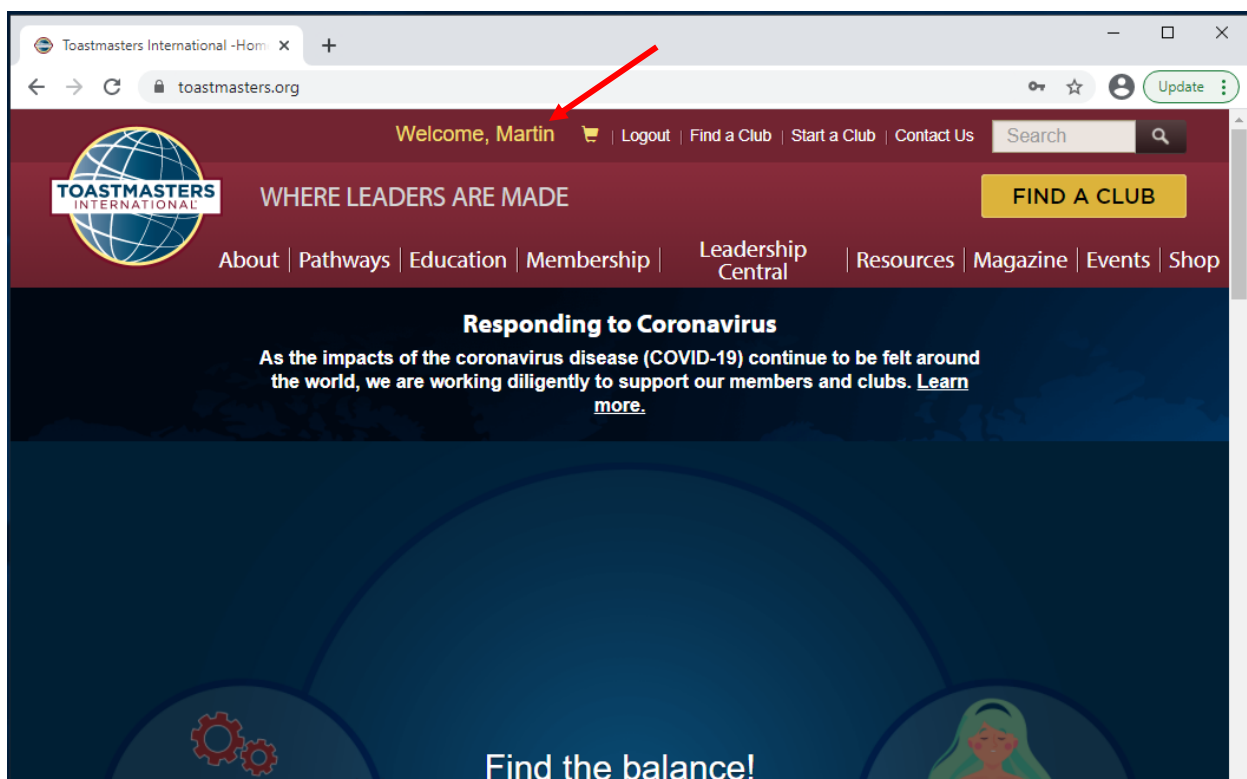 Toastmasters International -Hom
toastmasters.org
Update
Welcome, Martin | Logout | Find a Club | Start a Club | Contact Us
Search
TOASTMASTERS
INTERNATIONAL
WHERE LEADERS ARE MADE
FIND A CLUB
About | Pathways | Education | Membership | Leadership Central | Resources | Magazine | Events | Shop
Responding to Coronavirus
As the impacts of the coronavirus disease (COVID-19) continue to be felt around
the world, we are working diligently to support our members and clubs. Learn
more.
Find the balance!